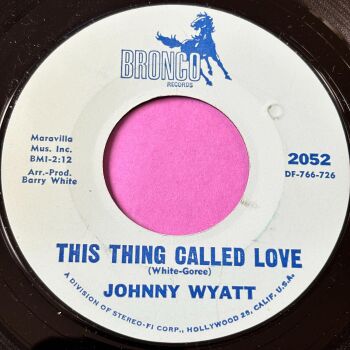 BRONCO
RECORDS
Maravilla
Mus. Inc.
BMI-2:12
Arr.-Prod.
Barry White
2052
DF-766-726
THIS THING CALLED LOVE
(White-Goree)
JOHNNY WYATT
A DIVISION OF STEREO-FI CORP., HOLLYWOOD 28, CALIF. U.S.A.